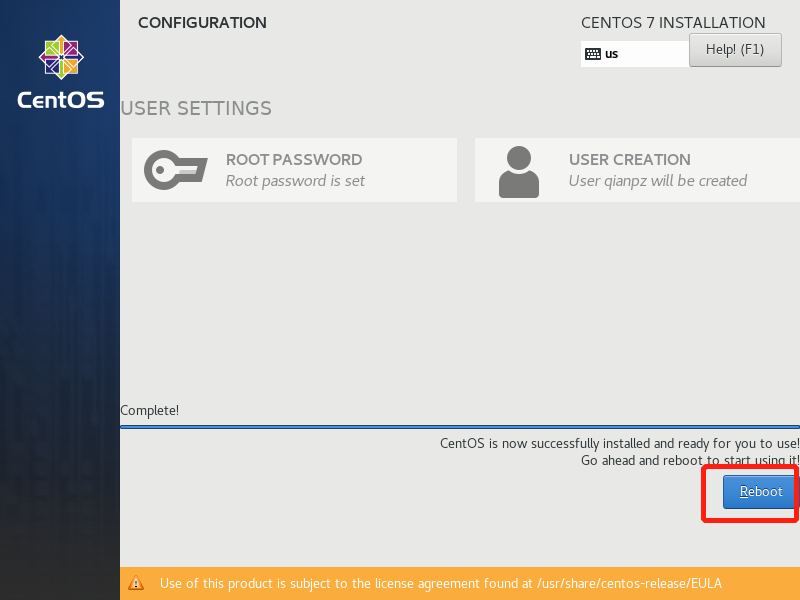 CONFIGURATION
CENTOS 7 INSTALLATION
us
Help! (F1)
CentOS
USER SETTINGS
ROOT PASSWORD
Root password is set
USER CREATION
User qianpz will be created
Complete!
CentOS is now successfully installed and ready for you to use!
Go ahead and reboot to start using it!
Reboot
Use of this product is subject to the license agreement found at /usr/share/centos-release/EULA